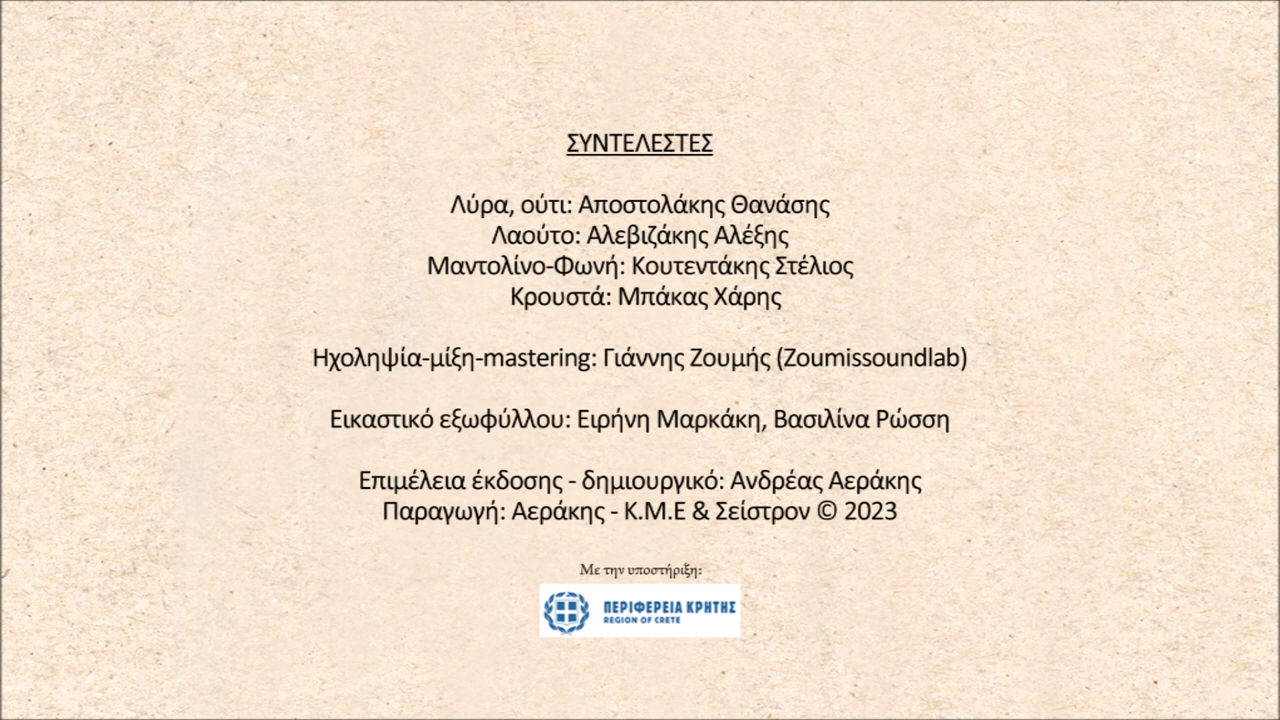 ΣΥΝΤΕΛΕΣΤΕΣ
Λύρα, ούτι: Αποστολάκης Θανάσης
Λαούτο: Αλεβιζάκης Αλέξης
Μαντολίνο-Φωνή: Κουτεντάκης Στέλιος
Κρουστά: Μπάκας Χάρης
Ηχοληψία-μίξη-mastering: Γιάννης Ζουμής (Zoumissoundlab)
Εικαστικό εξωφύλλου: Ειρήνη Μαρκάκη, Βασιλίνα Ρώσση
Επιμέλεια έκδοσης - δημιουργικό: Ανδρέας Αεράκης
Παραγωγή: Αεράκης - Κ.Μ.Ε & Σείστρον © 2023
Με την υποστήριξη:
ΠΕΡΙΦΕΡΕΙΑ ΚΡΗΤΗΣ
REGION OF CRETE